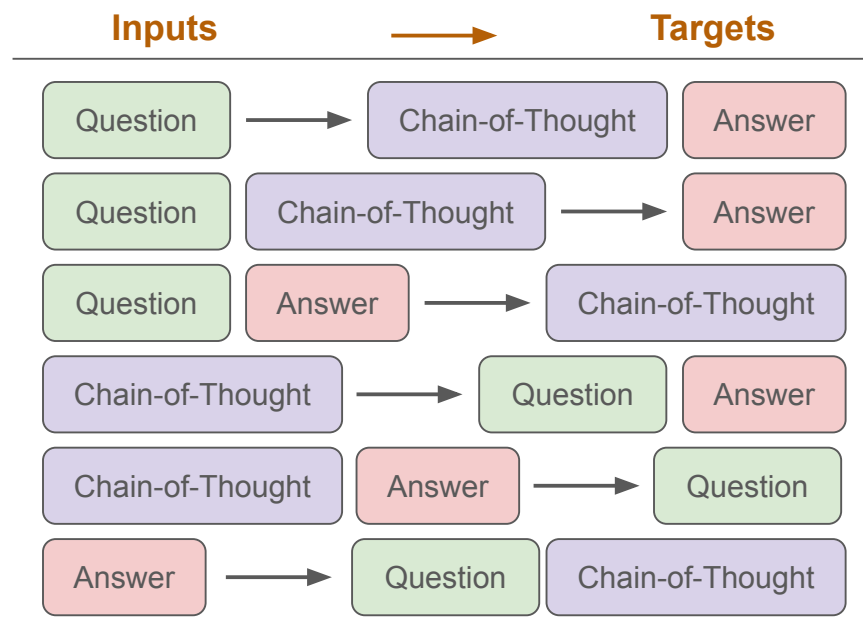 Inputs Targets
Question Chain-of-Thought Answer
Question Chain-of-Thought Answer
Question Answer Chain-of-Thought
Chain-of-Thought Question Answer
Chain-of-Thought Answer Question
Answer Question Chain-of-Thought